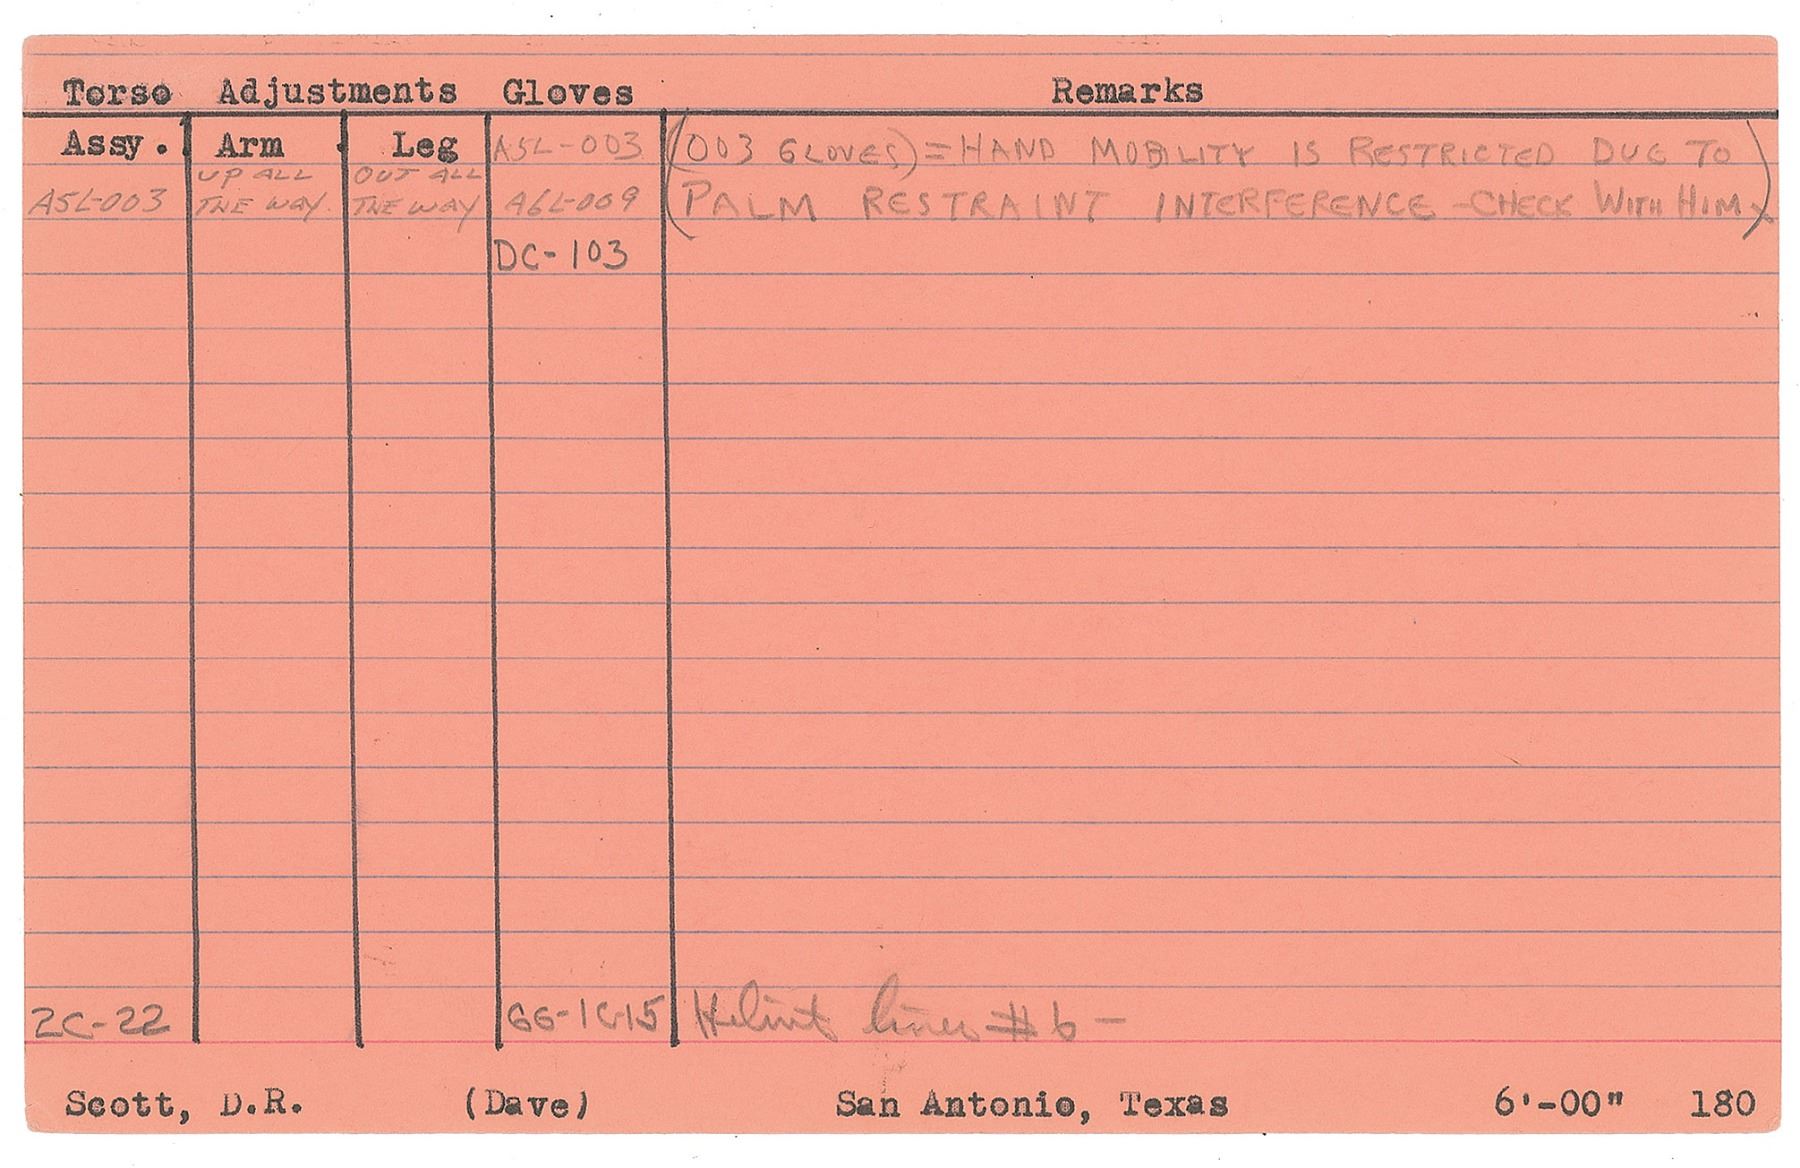 Torso Adjustments Gloves Remarks
Assy. Arm Leg A5L-003 (003 GLOVES) = HAND MOBILITY IS RESTRICTED DUE TO
UP ALL OUT ALL
A5L-003 THE WAY THE WAY A6L-009 PALM RESTRAINT INTERFERENCE - CHECK WITH HIM
DC-103
2C-22 GG-1G15 Helmet liner #6 -
Scott, D.R. (Dave) San Antonio, Texas 6'-00" 180